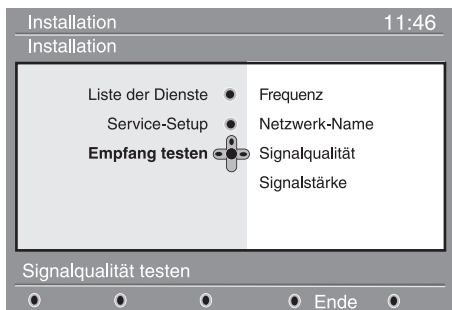 Installation 11:46
Installation
Liste der Dienste Frequenz
Service-Setup Netzwerk-Name
Empfang testen Signalqualität
Signalstärke
Signalqualität testen
Ende